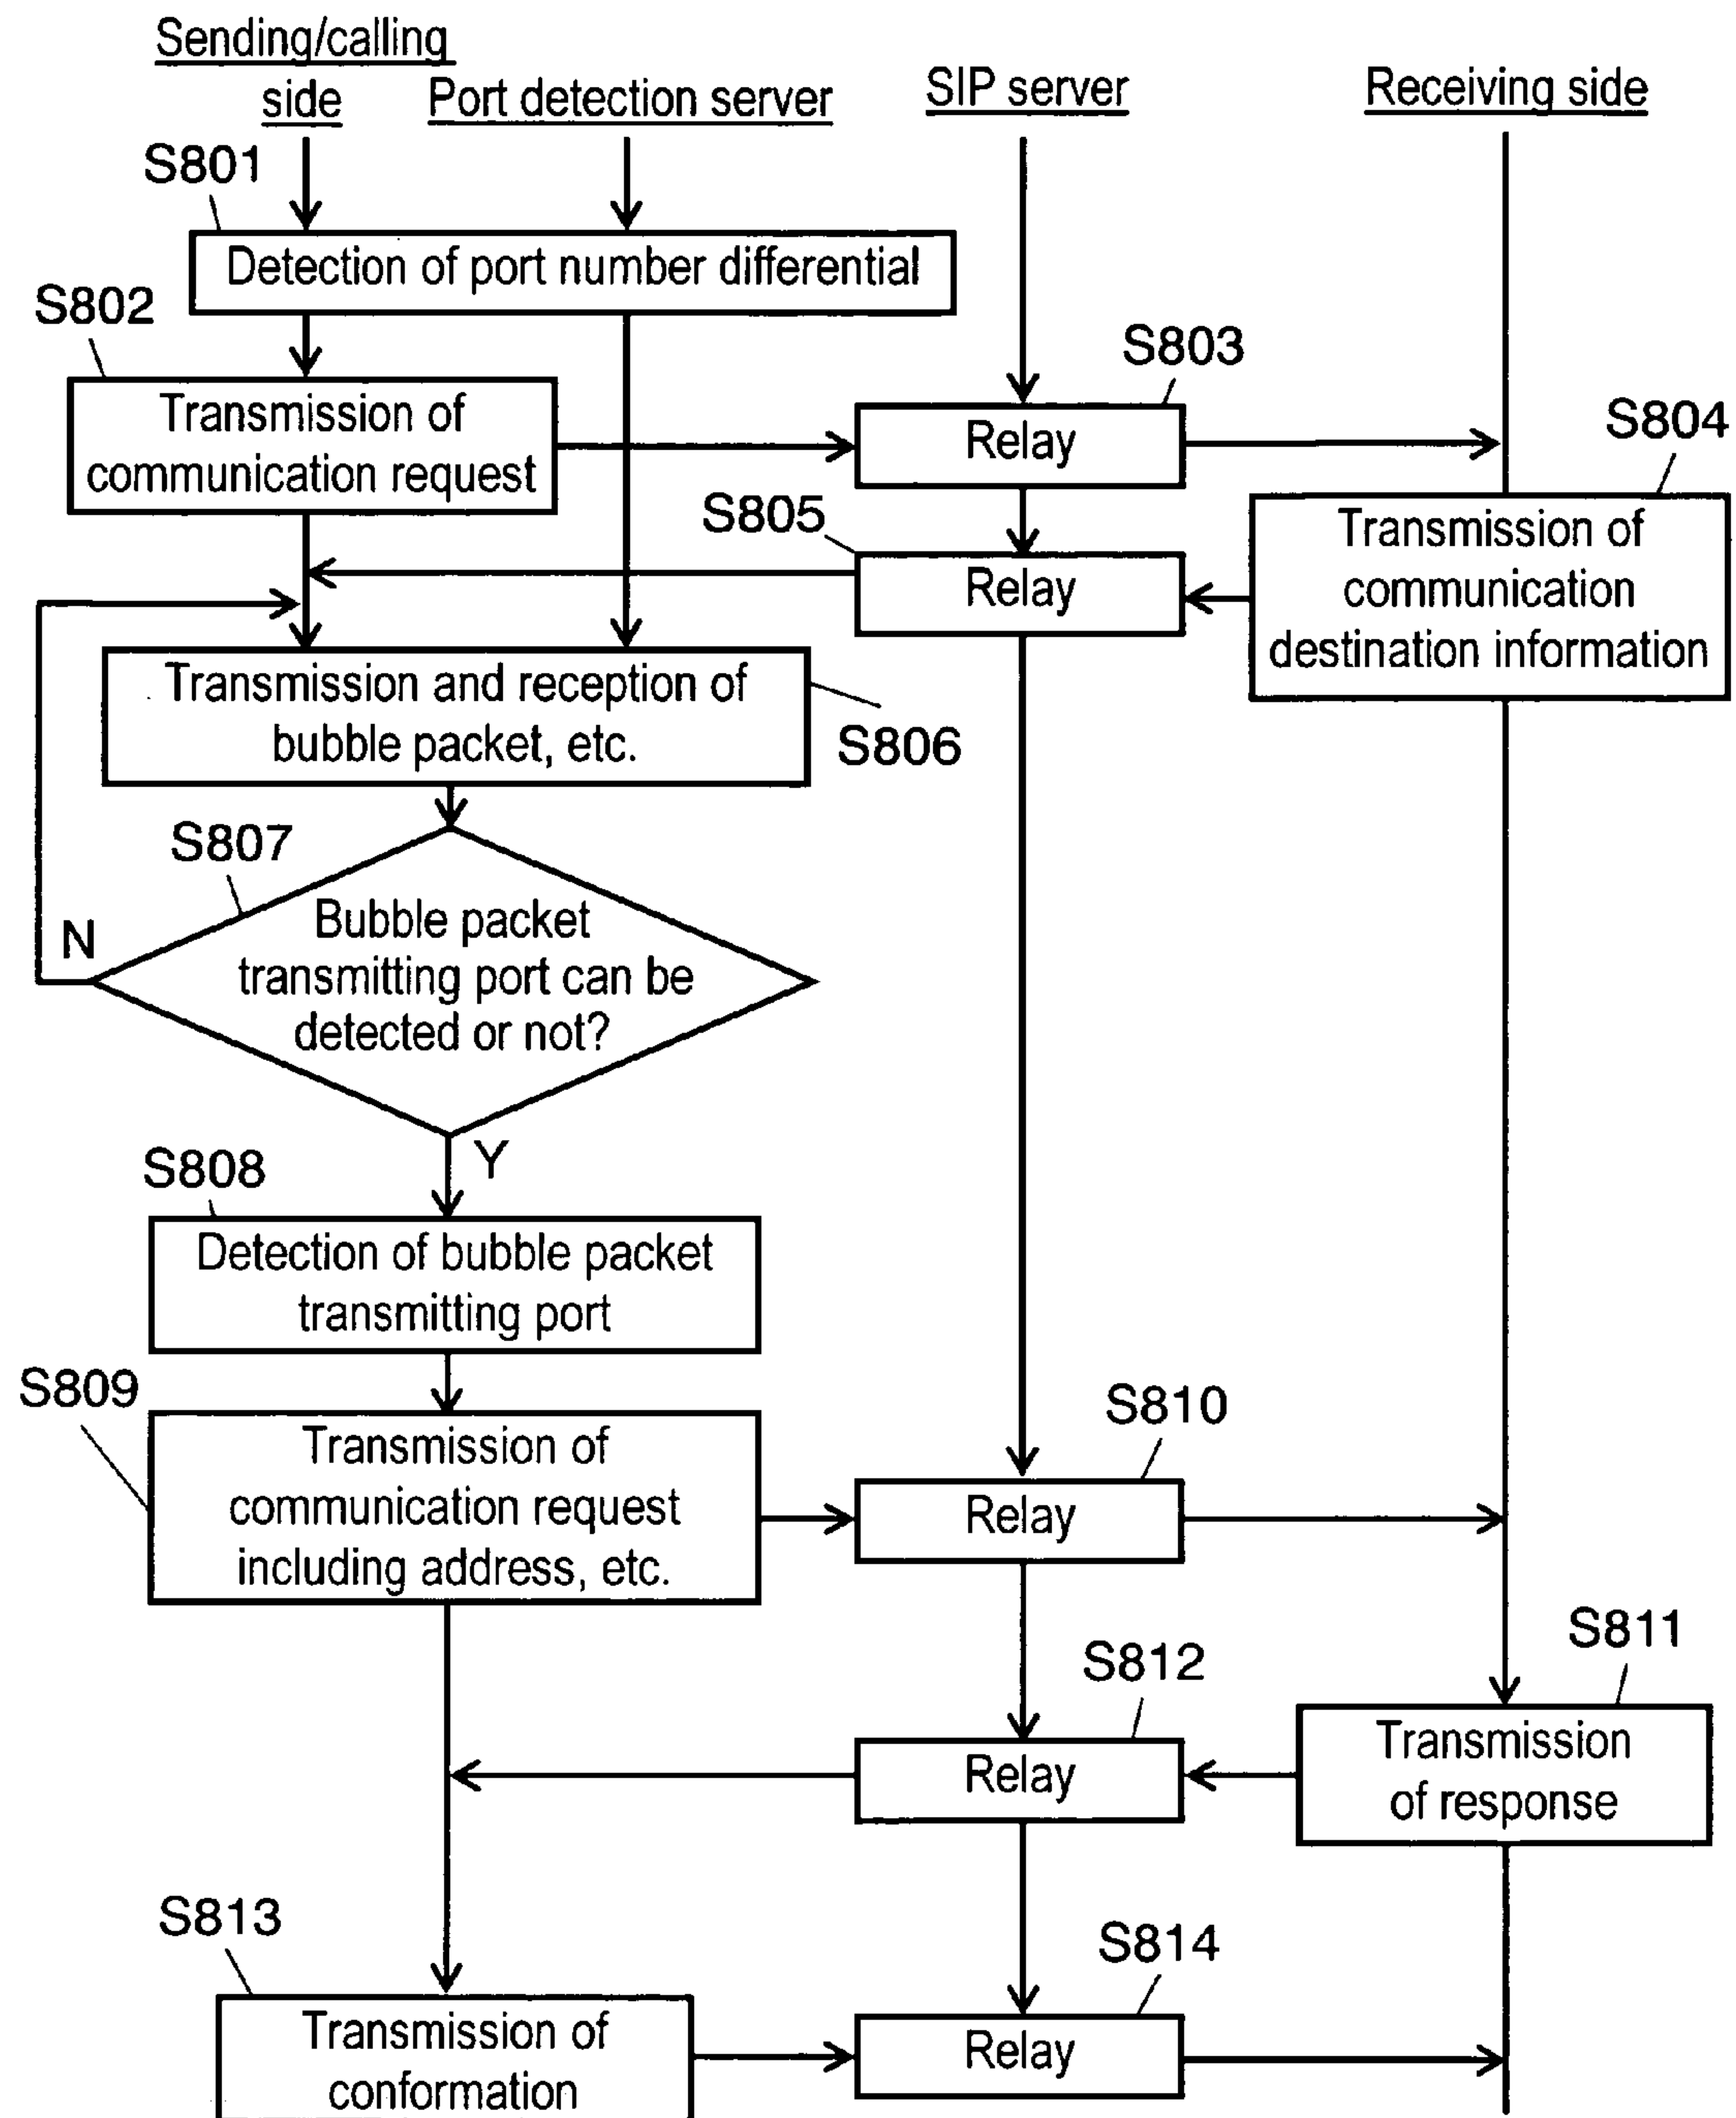 Sending/calling
side
Port detection server
SIP server
Receiving side
S801
Detection of port number differential
S802
S803
Transmission of
communication request
Relay
S804
S805
Relay
Transmission of
communication
destination information
Transmission and reception of
bubble packet, etc.
S806
S807
N
Bubble packet
transmitting port can be
detected or not?
Y
S808
Detection of bubble packet
transmitting port
S809
S810
Transmission of
communication request
including address, etc.
Relay
S811
S812
Relay
Transmission
of response
S813
S814
Transmission of
conformation
Relay